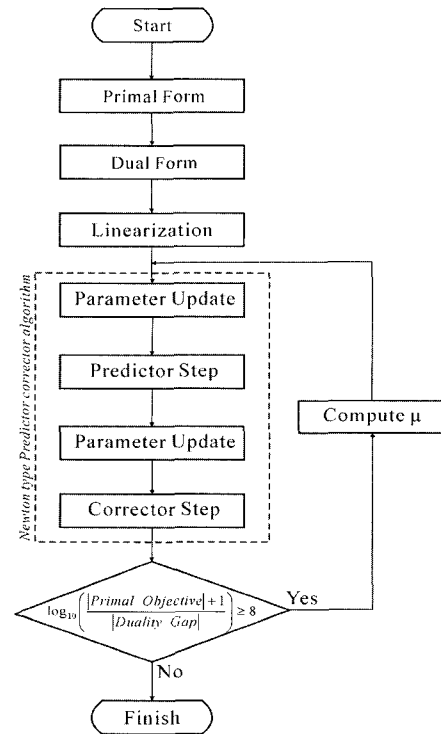 Start
Primal Form
Dual Form
Linearization
Newton type Predictor corrector algorithm
Parameter Update
Predictor Step
Parameter Update
Corrector Step
Compute μ
log₁₀(|Primal Objective|+1 / |Duality Gap|) ≥ 8
Yes
No
Finish